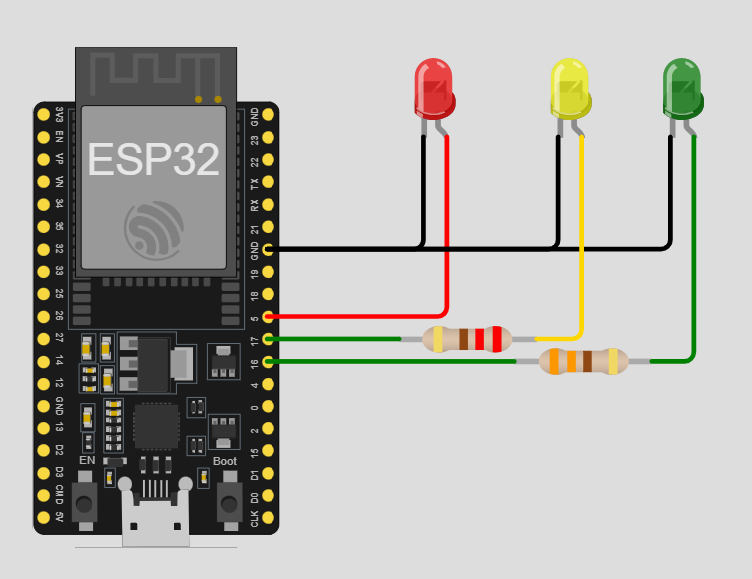 ESP32
3V3
EN
VP
VN
34
35
32
33
25
26
27
14
12
GND
13
D2
D3
CMD
5V
GND
23
22
TX
RX
21
GND
19
18
5
17
16
4
0
2
15
D1
D0
CLK
EN
Boot